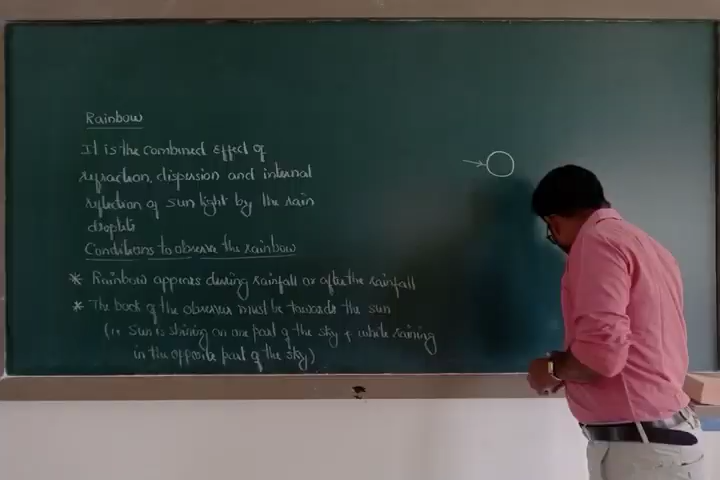 Rainbow
It is the combined effect of
refraction, dispersion and internal
reflection of sun light by the rain
droplets
Conditions to observe the rainbow
* Rainbow appears during rainfall or after the rainfall
* The back of the observer must be towards the sun
(ie sun is shining on one part of the sky & while raining
in the opposite part of the sky)